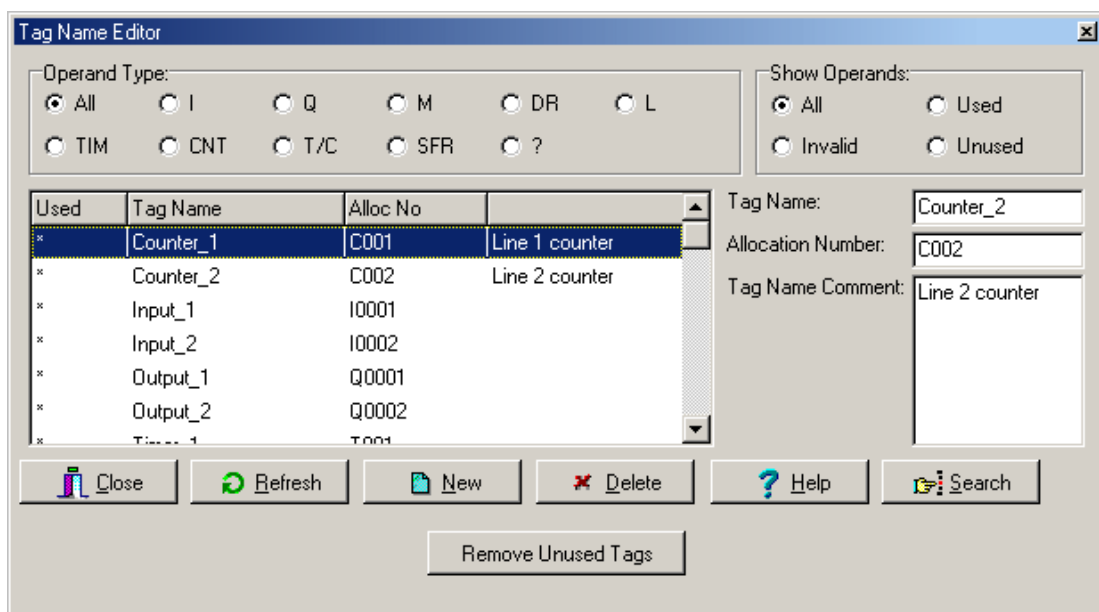 Tag Name Editor
Operand Type:
All I Q M DR L
TIM CNT T/C SFR ?
Show Operands:
All Used
Invalid Unused
Used Tag Name Alloc No
* Counter_1 C001 Line 1 counter
* Counter_2 C002 Line 2 counter
* Input_1 I0001
* Input_2 I0002
* Output_1 Q0001
* Output_2 Q0002
* Timer_1 T001
Tag Name: Counter_2
Allocation Number: C002
Tag Name Comment: Line 2 counter
Close Refresh New Delete Help Search
Remove Unused Tags